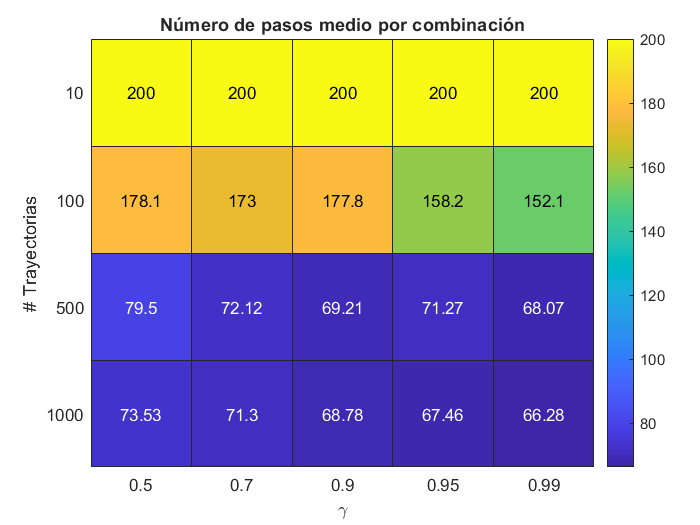 Número de pasos medio por combinación
# Trayectorias
10 200 200 200 200 200
100 178.1 173 177.8 158.2 152.1
500 79.5 72.12 69.21 71.27 68.07
1000 73.53 71.3 68.78 67.46 66.28
0.5 0.7 0.9 0.95 0.99
γ
200
180
160
140
120
100
80